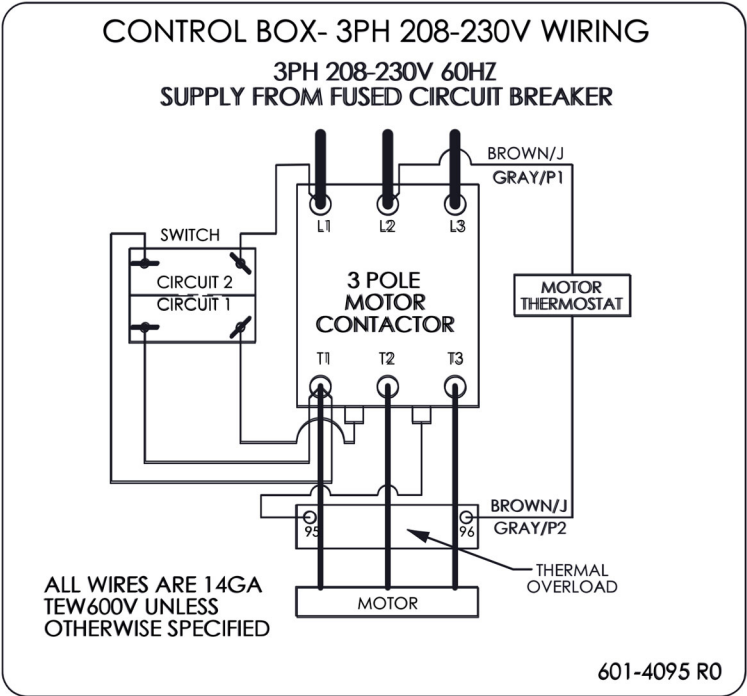 CONTROL BOX- 3PH 208-230V WIRING
3PH 208-230V 60HZ
SUPPLY FROM FUSED CIRCUIT BREAKER
BROWN/J
GRAY/P1
L1 L2 L3
SWITCH
CIRCUIT 2
CIRCUIT 1
3 POLE
MOTOR
CONTACTOR
MOTOR
THERMOSTAT
T1 T2 T3
BROWN/J
GRAY/P2
95 96
THERMAL
OVERLOAD
MOTOR
ALL WIRES ARE 14GA
TEW600V UNLESS
OTHERWISE SPECIFIED
601-4095 R0